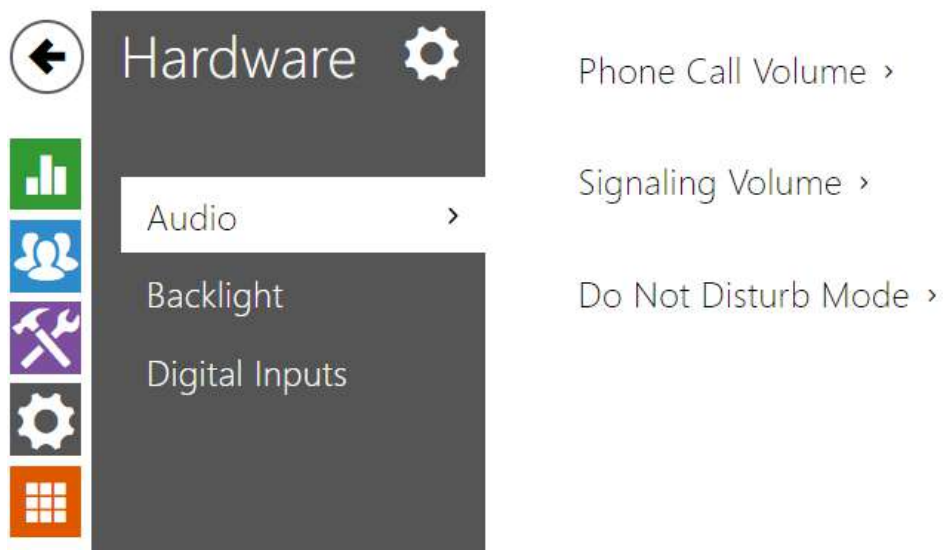 Hardware
Audio
Backlight
Digital Inputs
Phone Call Volume
Signaling Volume
Do Not Disturb Mode